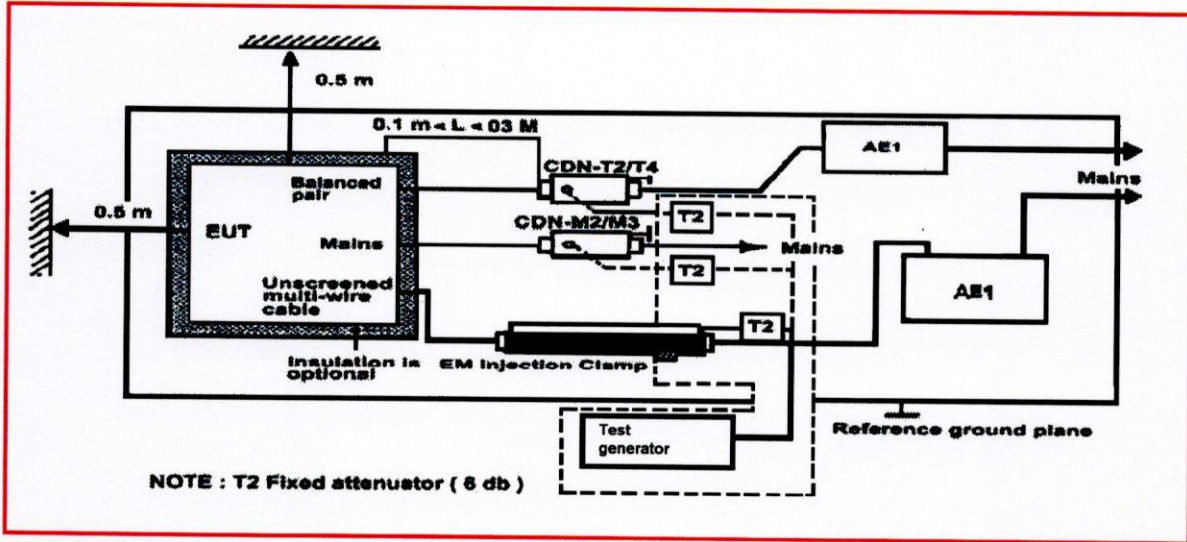 0.5 m
0.1 m < L < 03 M
AE1
CDN-T2/T4
Balanced
pair
Mains
0.5 m
T2
CDN-M2/M3
EUT
Mains
Mains
T2
Unscreened
multi-wire
cable
AE1
T2
Insulation is
optional
EM Injection Clamp
Test
generator
Reference ground plane
NOTE : T2 Fixed attenuator ( 6 db )